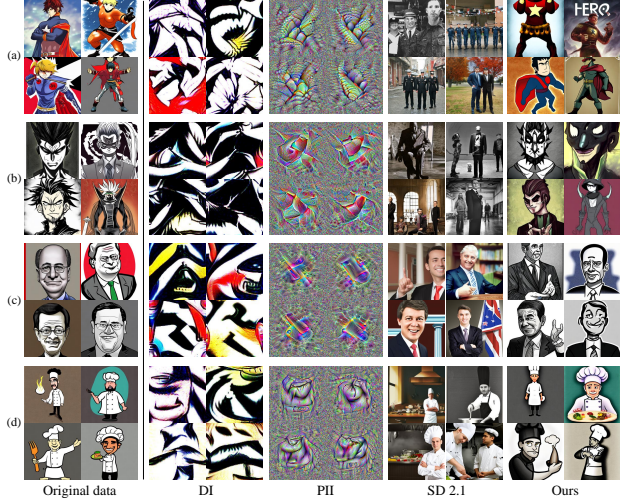 (a)
HERO.
(b)
(c)
(d)
Original data DI PII SD 2.1 Ours